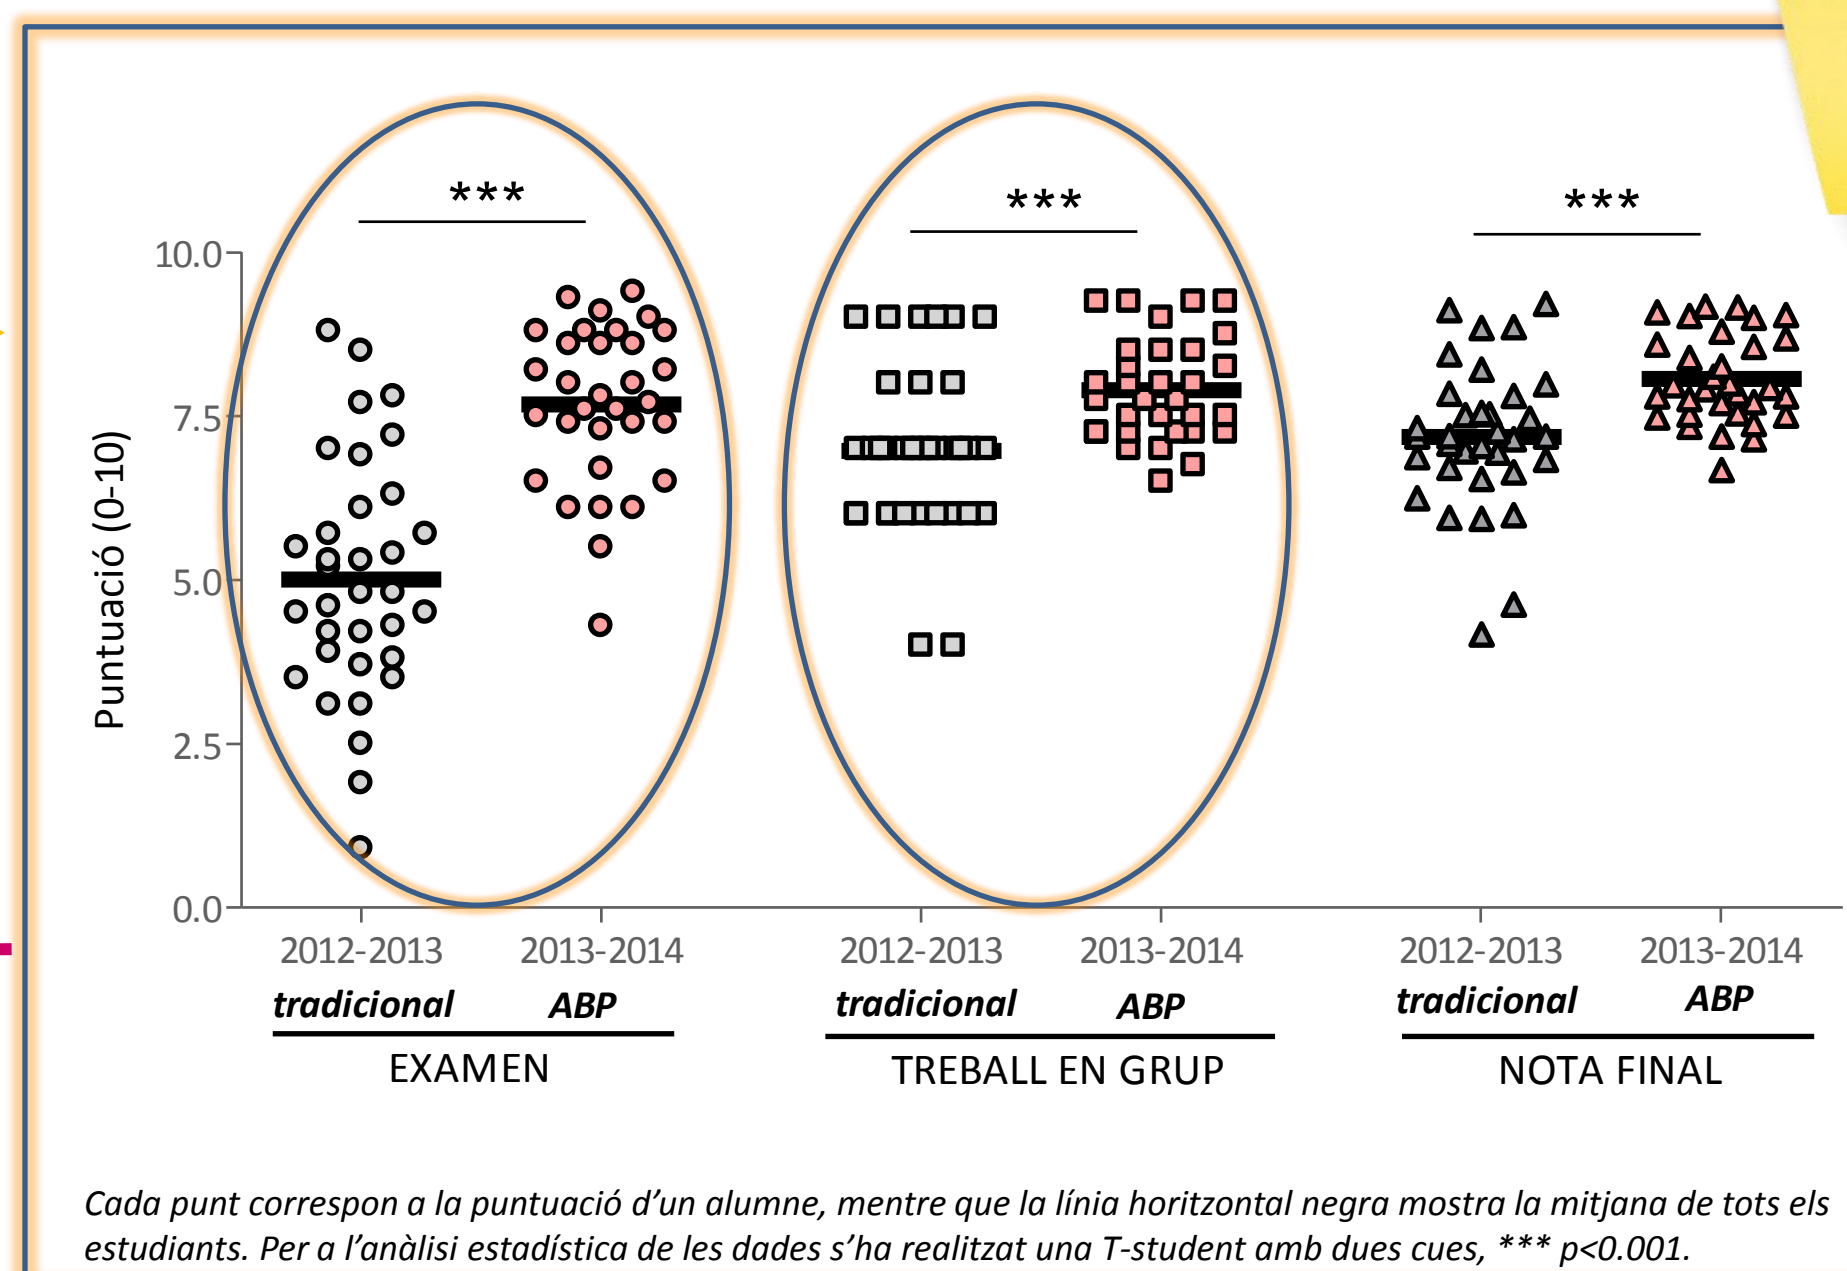 *** *** ***
10.0
7.5
5.0
2.5
0.0
Puntuació (0-10)
2012-2013 2013-2014 2012-2013 2013-2014 2012-2013 2013-2014
tradicional ABP tradicional ABP tradicional ABP
EXAMEN TREBALL EN GRUP NOTA FINAL
Cada punt correspon a la puntuació d’un alumne, mentre que la línia horitzontal negra mostra la mitjana de tots els
estudiants. Per a l’anàlisi estadística de les dades s’ha realitzat una T-student amb dues cues, *** p<0.001.